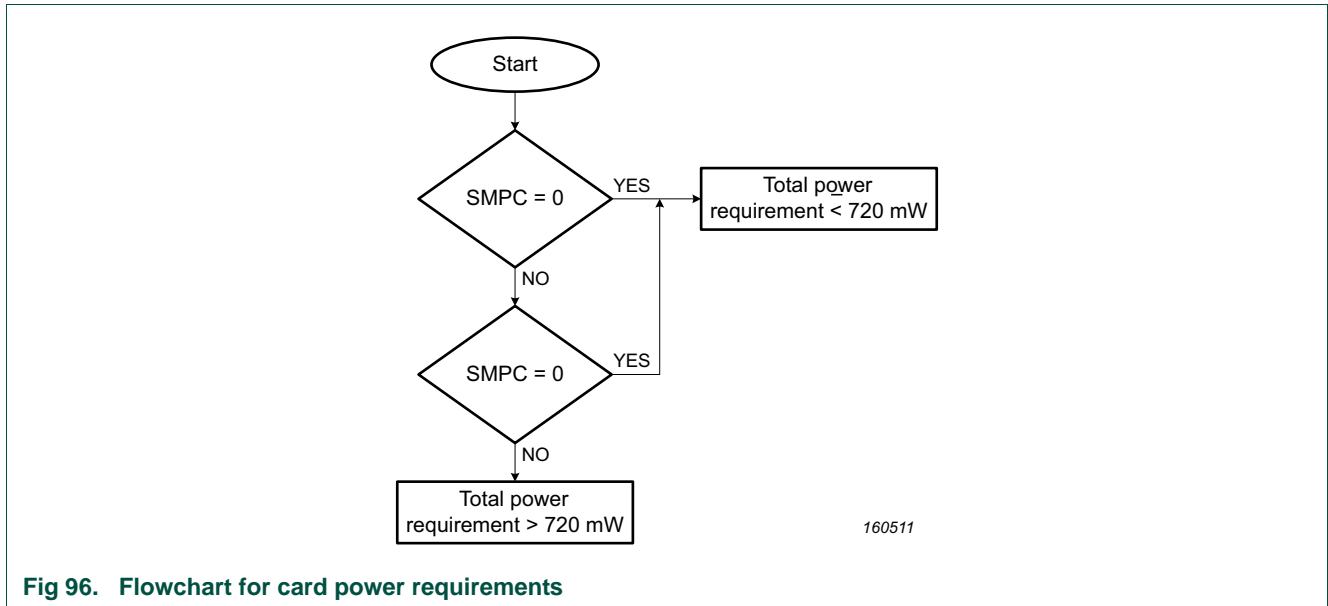 Start
SMPC = 0
YES
Total power
requirement ≤ 720 mW
NO
SMPC = 0
YES
NO
Total power
requirement > 720 mW
160511
Fig 96. Flowchart for card power requirements